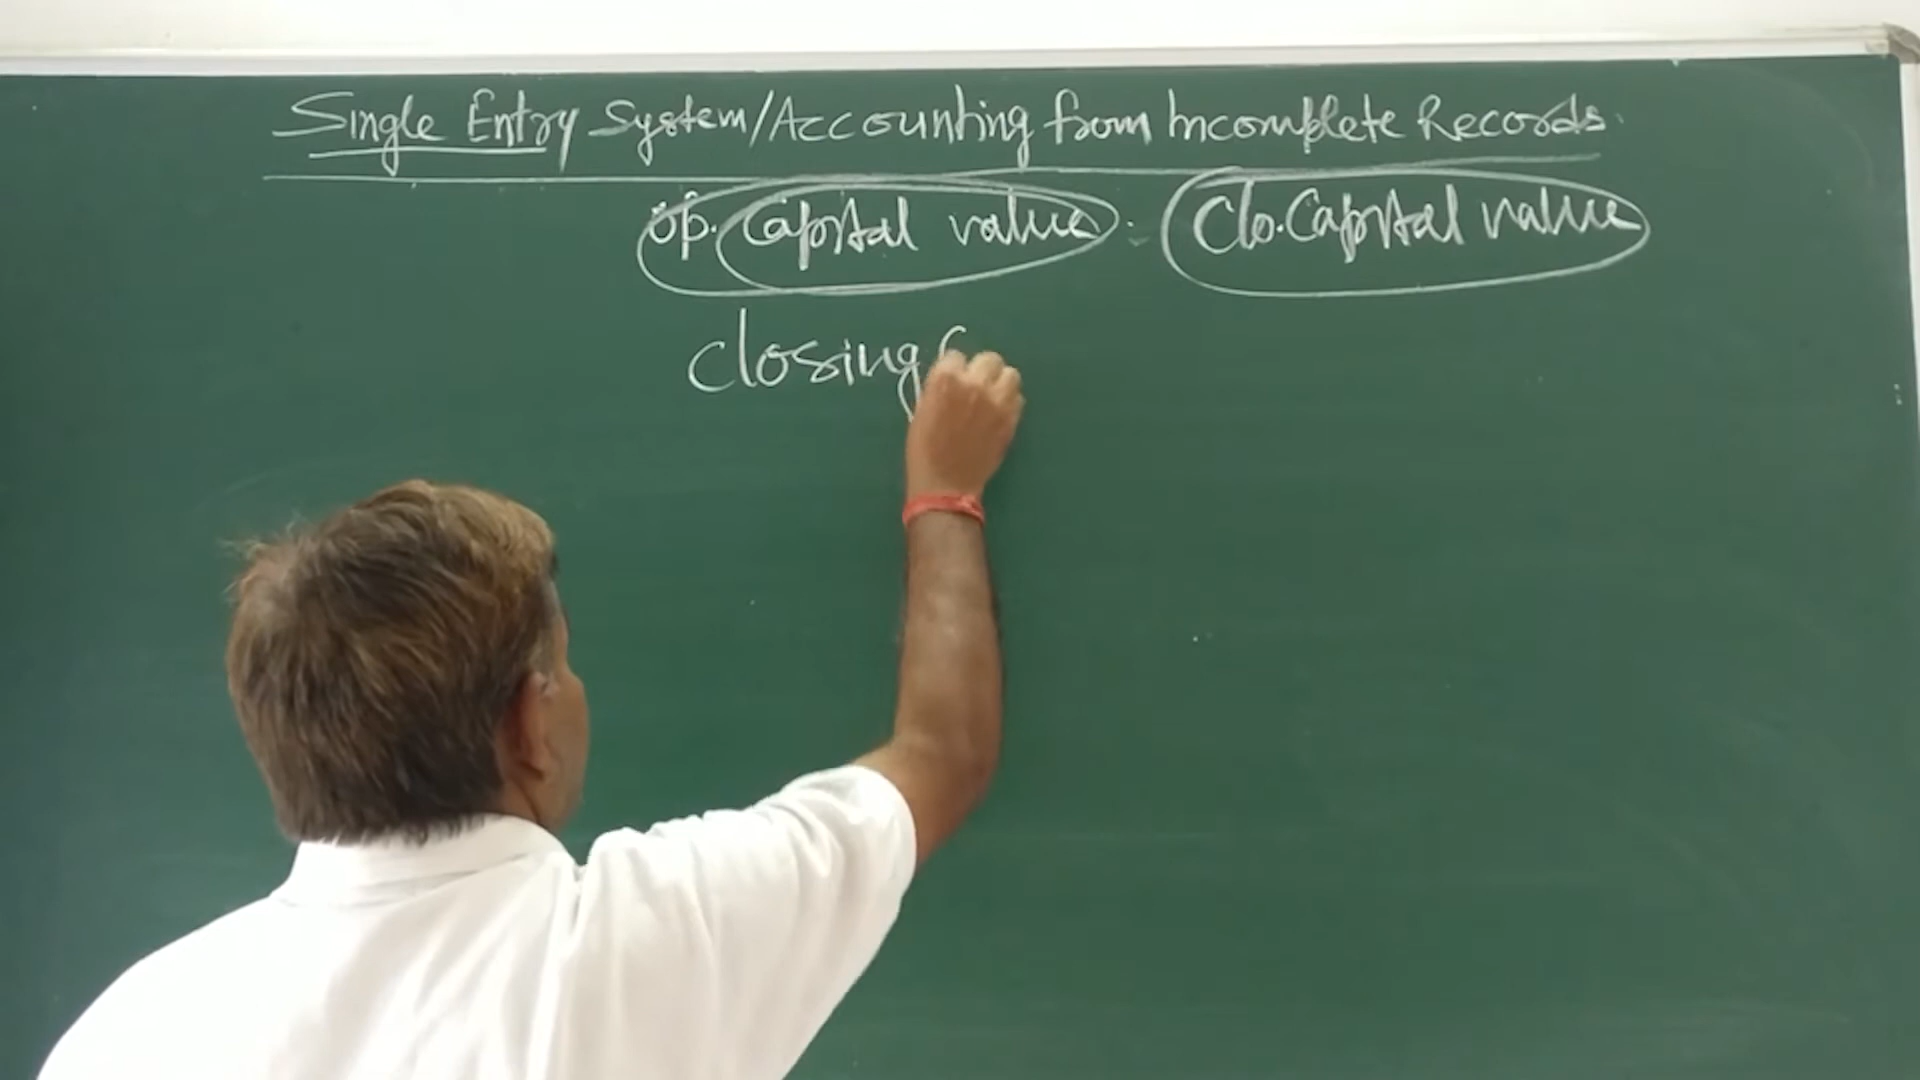 Single Entry System/Accounting from Incomplete Records.
op. Capital value. Clo. Capital value
closing C